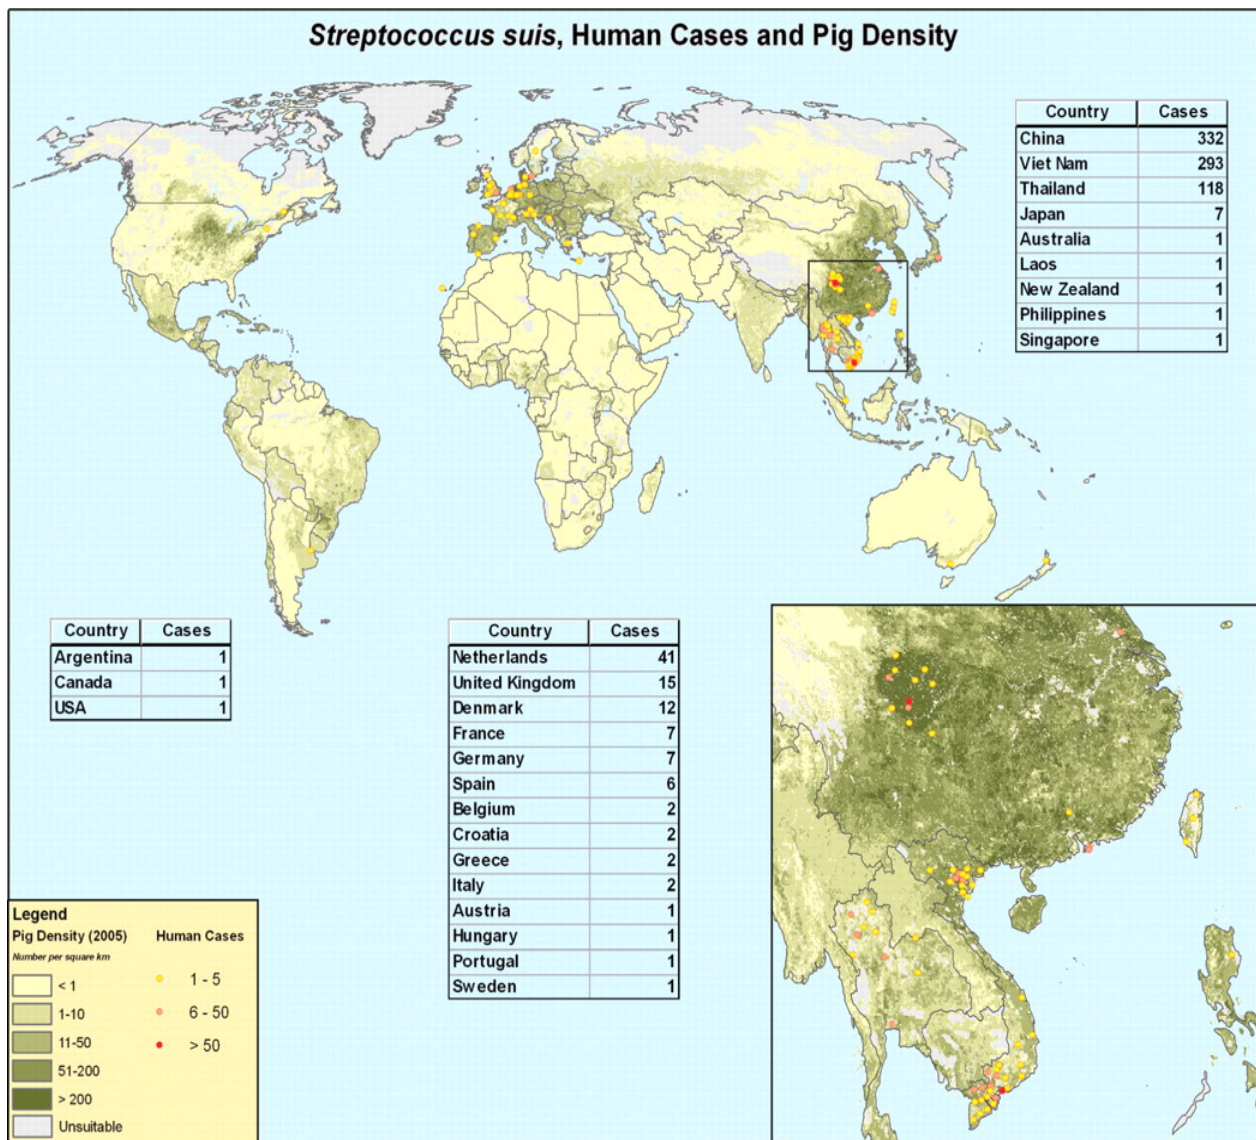 Streptococcus suis, Human Cases and Pig Density
Country Cases
China 332
Viet Nam 293
Thailand 118
Japan 7
Australia 1
Laos 1
New Zealand 1
Philippines 1
Singapore 1
Country Cases
Argentina 1
Canada 1
USA 1
Country Cases
Netherlands 41
United Kingdom 15
Denmark 12
France 7
Germany 7
Spain 6
Belgium 2
Croatia 2
Greece 2
Italy 2
Austria 1
Hungary 1
Portugal 1
Sweden 1
Legend
Pig Density (2005) Human Cases
Number per square km
< 1 1 - 5
1-10 6 - 50
11-50 > 50
51-200
> 200
Unsuitable